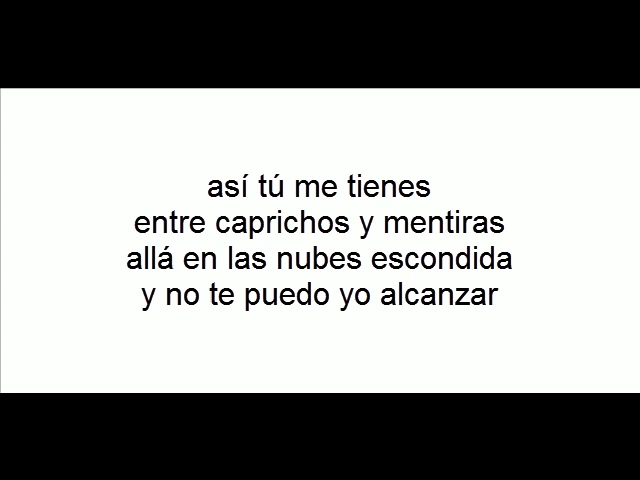 así tú me tienes
entre caprichos y mentiras
allá en las nubes escondida
y no te puedo yo alcanzar